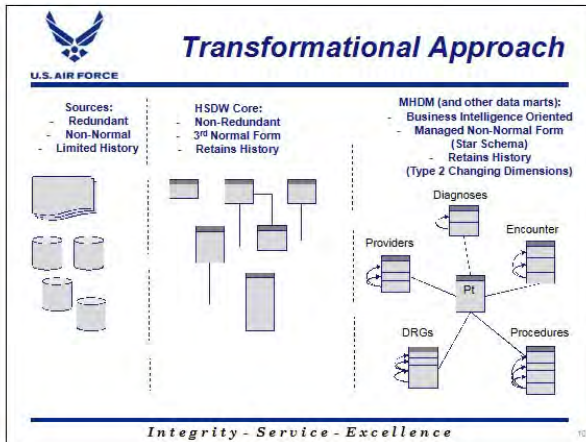 U.S. AIR FORCE
Transformational Approach
Sources:
- Redundant
- Non-Normal
- Limited History
HSDW Core:
- Non-Redundant
- 3rd Normal Form
- Retains History
MHDM (and other data marts):
- Business Intelligence Oriented
- Managed Non-Normal Form
(Star Schema)
- Retains History
(Type 2 Changing Dimensions)
Diagnoses
Encounter
Providers
Pt
DRGs
Procedures
Integrity - Service - Excellence